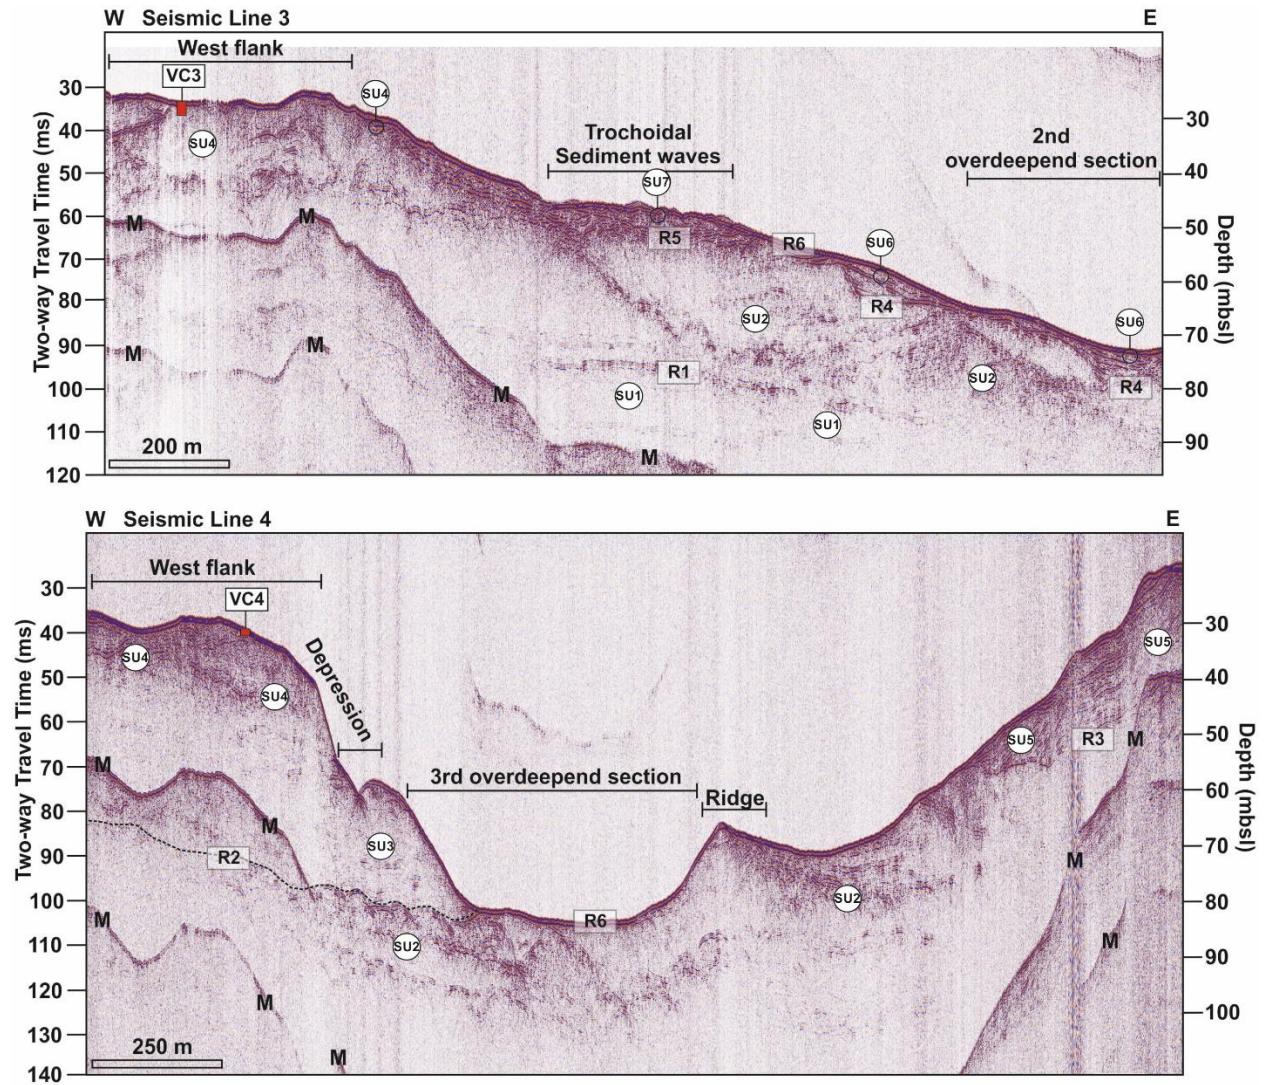 W Seismic Line 3
E
West flank
VC3
30
SU4
30
40
SU4
Trochoidal
Sediment waves
2nd
overdeepend section
50
SU7
40
60
M
M
R5
R6
SU6
50
70
R4
60
80
SU2
SU6
70
90
M
M
R1
SU2
R4
100
M
SU1
80
110
SU1
90
120
M
200 m
Two-way Travel Time (ms)
Depth (mbsl)
W Seismic Line 4
E
West flank
30
VC4
30
40
SU4
SU5
50
SU4
Depression
40
60
SU5
R3
M
50
70
M
3rd overdeepend section
Ridge
60
80
M
SU3
70
90
R2
M
100
M
R6
SU2
80
110
SU2
M
90
120
M
100
130
M
140
250 m
Two-way Travel Time (ms)
Depth (mbsl)